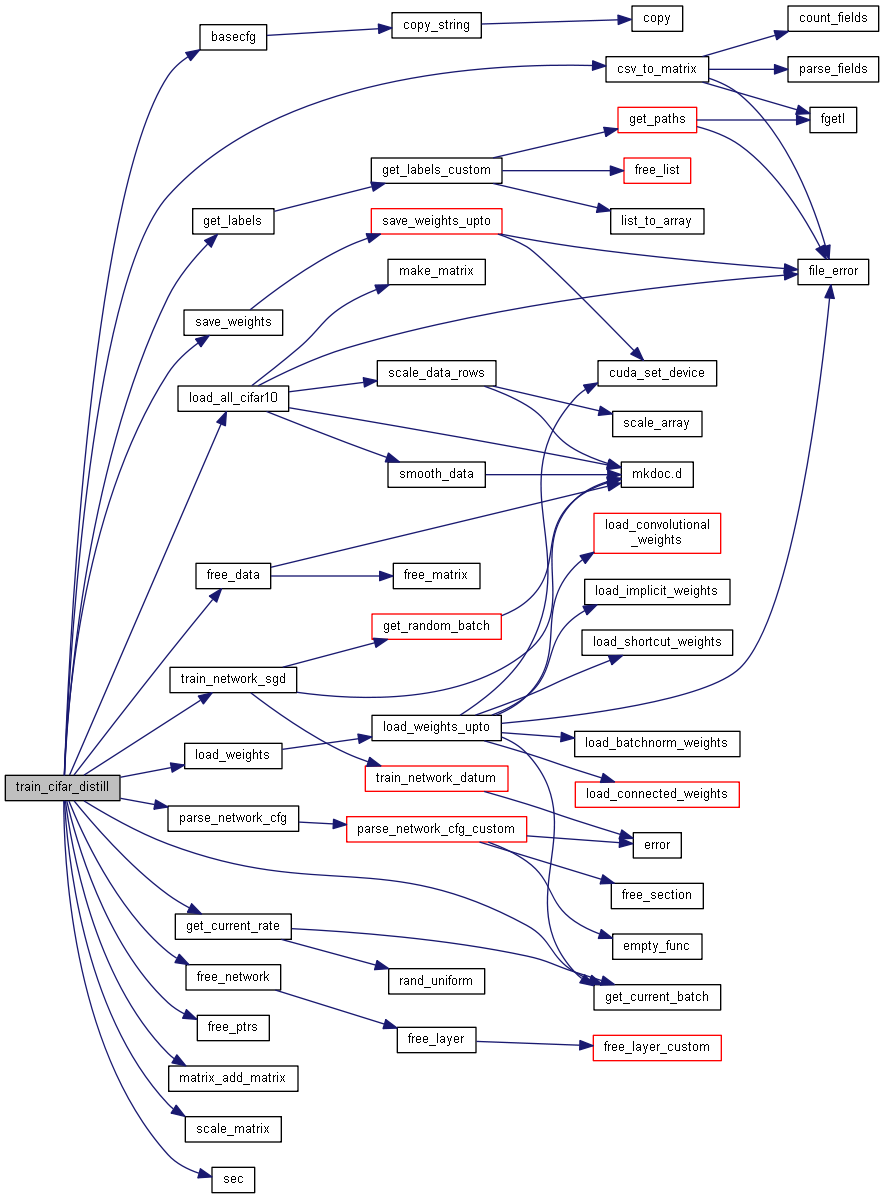 copy
count_fields
copy_string
basecfg
csv_to_matrix
parse_fields
get_paths
fgetl
get_labels_custom
free_list
get_labels
save_weights_upto
list_to_array
make_matrix
file_error
save_weights
scale_data_rows
cuda_set_device
load_all_cifar10
scale_array
smooth_data
mkdoc.d
load_convolutional
_weights
free_data
free_matrix
load_implicit_weights
get_random_batch
load_shortcut_weights
train_network_sgd
load_weights_upto
load_batchnorm_weights
load_weights
train_network_datum
train_cifar_distill
load_connected_weights
parse_network_cfg
parse_network_cfg_custom
error
free_section
get_current_rate
empty_func
free_network
rand_uniform
get_current_batch
free_ptrs
free_layer
free_layer_custom
matrix_add_matrix
scale_matrix
sec